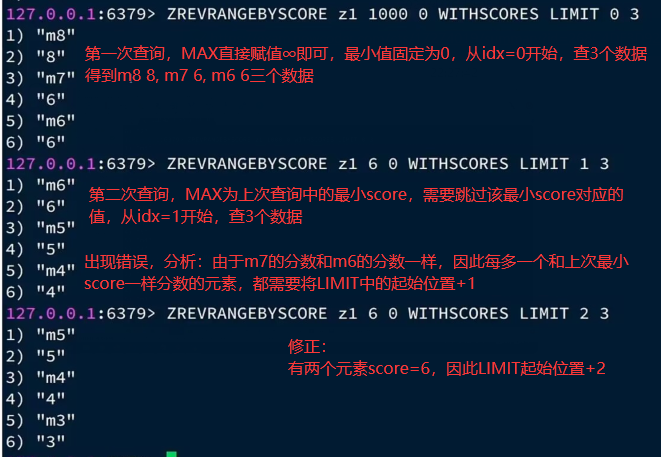 127.0.0.1:6379> ZREVRANGEBYSCORE z1 1000 0 WITHSCORES LIMIT 0 3
1) "m8"
2) "8"
3) "m7"
4) "6"
5) "m6"
6) "6"
第一次查询，MAX直接赋值∞即可，最小值固定为0，从idx=0开始，查3个数据
得到m8 8, m7 6, m6 6三个数据
127.0.0.1:6379> ZREVRANGEBYSCORE z1 6 0 WITHSCORES LIMIT 1 3
1) "m6"
2) "6"
3) "m5"
4) "5"
5) "m4"
6) "4"
第二次查询，MAX为上次查询中的最小score，需要跳过该最小score对应的
值，从idx=1开始，查3个数据
出现错误，分析：由于m7的分数和m6的分数一样，因此每多一个和上次最小
score一样分数的元素，都需要将LIMIT中的起始位置+1
127.0.0.1:6379> ZREVRANGEBYSCORE z1 6 0 WITHSCORES LIMIT 2 3
1) "m5"
2) "5"
3) "m4"
4) "4"
5) "m3"
6) "3"
修正：
有两个元素score=6，因此LIMIT起始位置+2